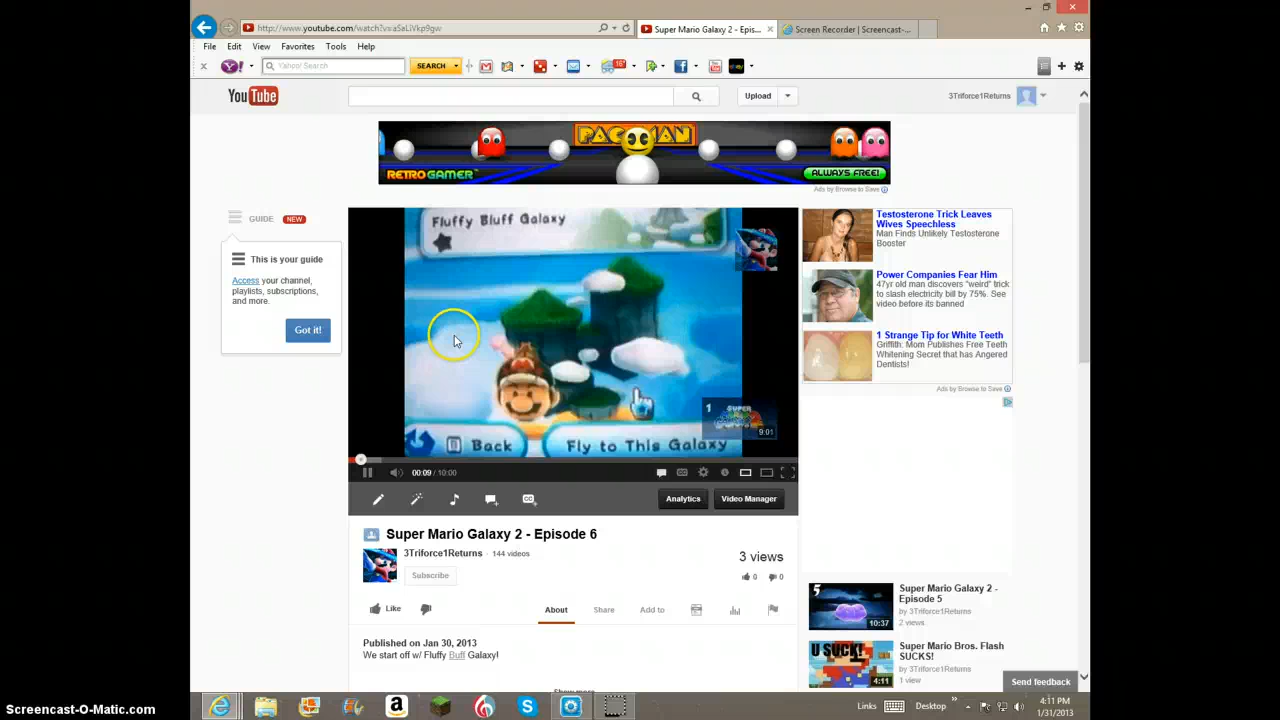 http://www.youtube.com/watch?v=
Super Mario Galaxy 2 - Epis...
Screen Recorder | Screencast-...
File Edit View Favorites Tools Help
Yahoo! Search
SEARCH
16°
YouTube
Upload
3Triforce1Returns
PAC-MAN
RETROGAMER
ALWAYS FREE!
Ads by Browse to Save
GUIDE NEW
This is your guide
Access your channel,
playlists, subscriptions,
and more.
Got it!
Fluffy Bluff Galaxy
1 SUPER
9:01
Back
Fly to This Galaxy
00:09 / 10:00
Analytics
Video Manager
Super Mario Galaxy 2 - Episode 6
3Triforce1Returns · 144 videos
Subscribe
3 views
0 0
Like
About Share Add to
Published on Jan 30, 2013
We start off w/ Fluffy Buff Galaxy!
Show more
Testosterone Trick Leaves
Wives Speechless
Man Finds Unlikely Testosterone
Booster
Power Companies Fear Him
47yr old man discovers "weird" trick
to slash electricity bill by 75%. See
video before its banned
1 Strange Tip for White Teeth
Griffith: Mom Publishes Free Teeth
Whitening Secret that has Angered
Dentists!
Ads by Browse to Save
5
10:37
Super Mario Galaxy 2 -
Episode 5
by 3Triforce1Returns
2 views
U SUCK!
4:11
Super Mario Bros. Flash
SUCKS!
by 3Triforce1Returns
1 view
Send feedback
Links
Desktop
4:11 PM
1/31/2013
Screencast-O-Matic.com